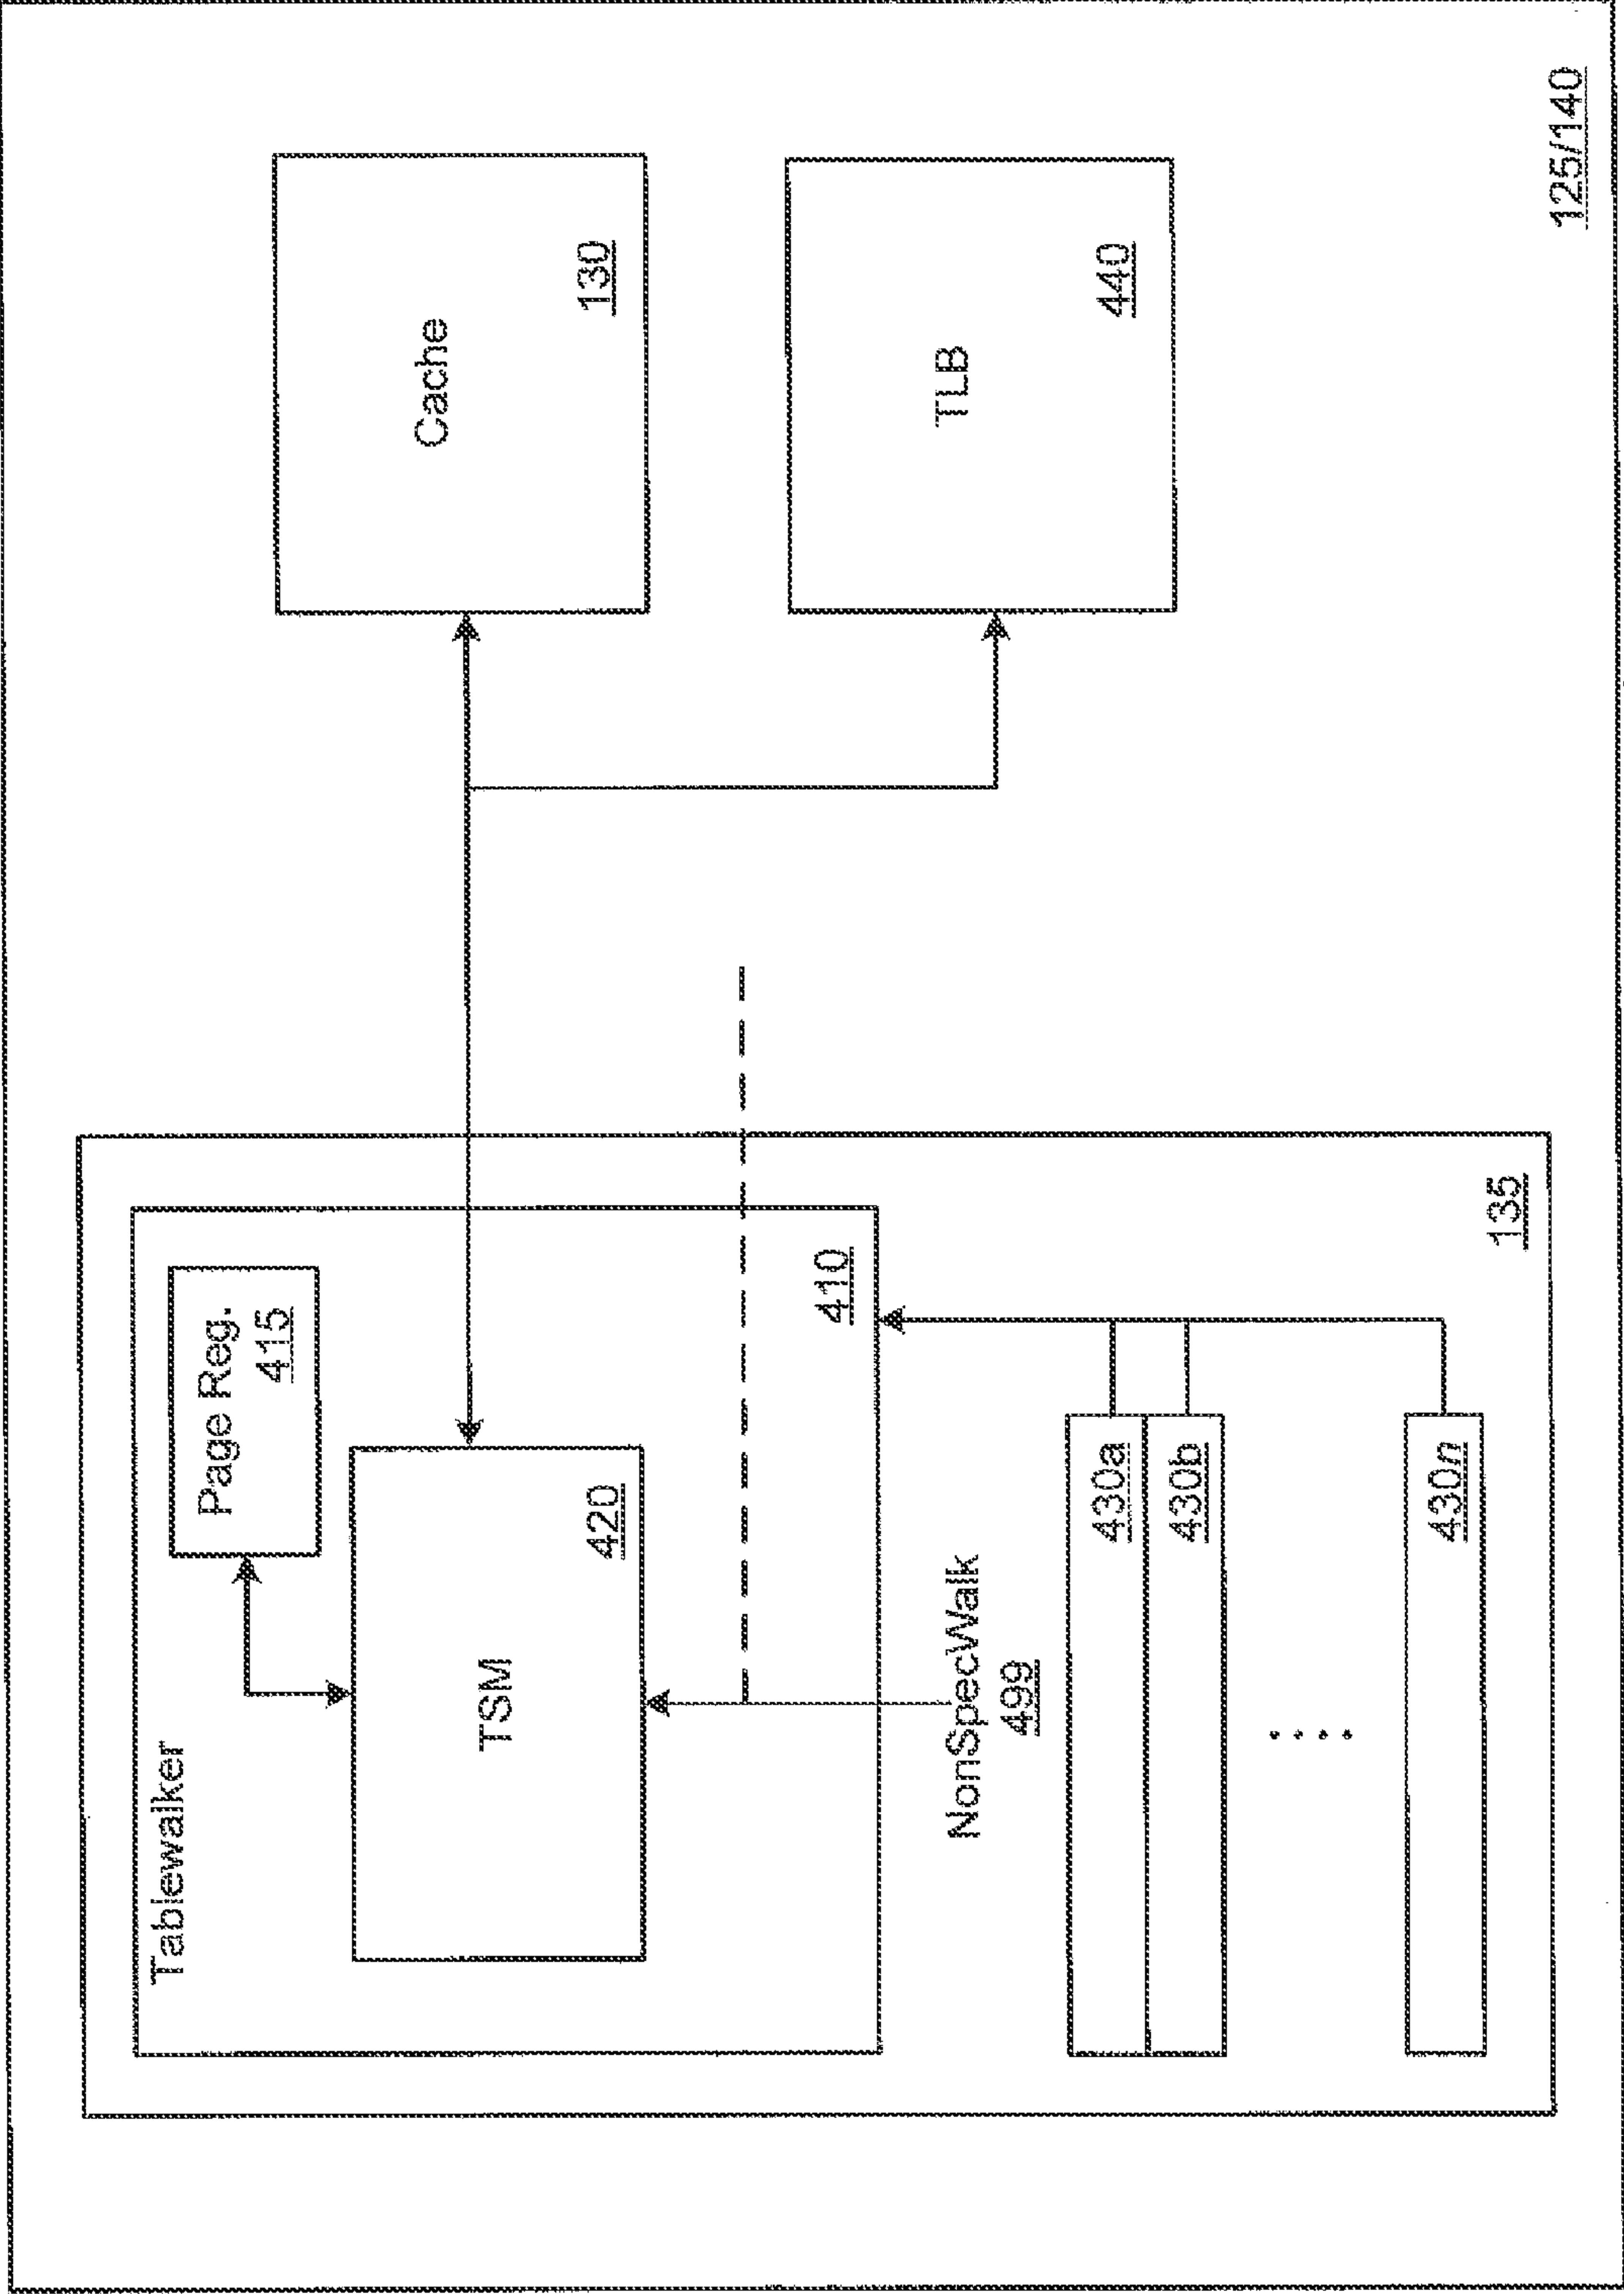 Tablewalker
Page Reg.
415
TSM
420
410
NonSpecWalk
499
430a
430b
....
430n
135
Cache
130
TLB
440
125/140